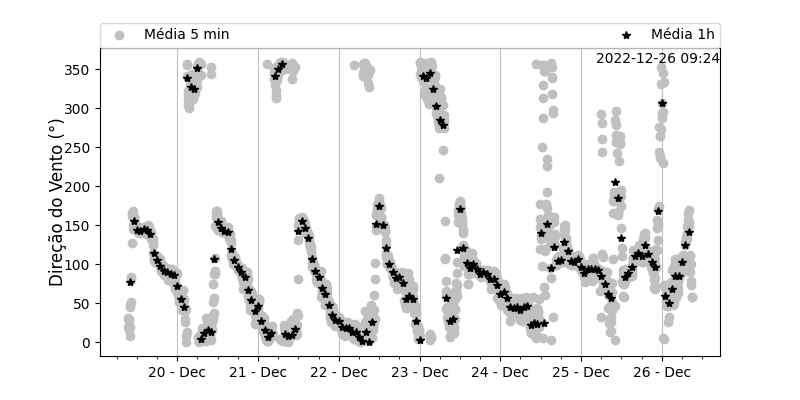 Média 5 min
Média 1h
2022-12-26 09:24
Direção do Vento (°)
350
300
250
200
150
100
50
0
20 - Dec
21 - Dec
22 - Dec
23 - Dec
24 - Dec
25 - Dec
26 - Dec